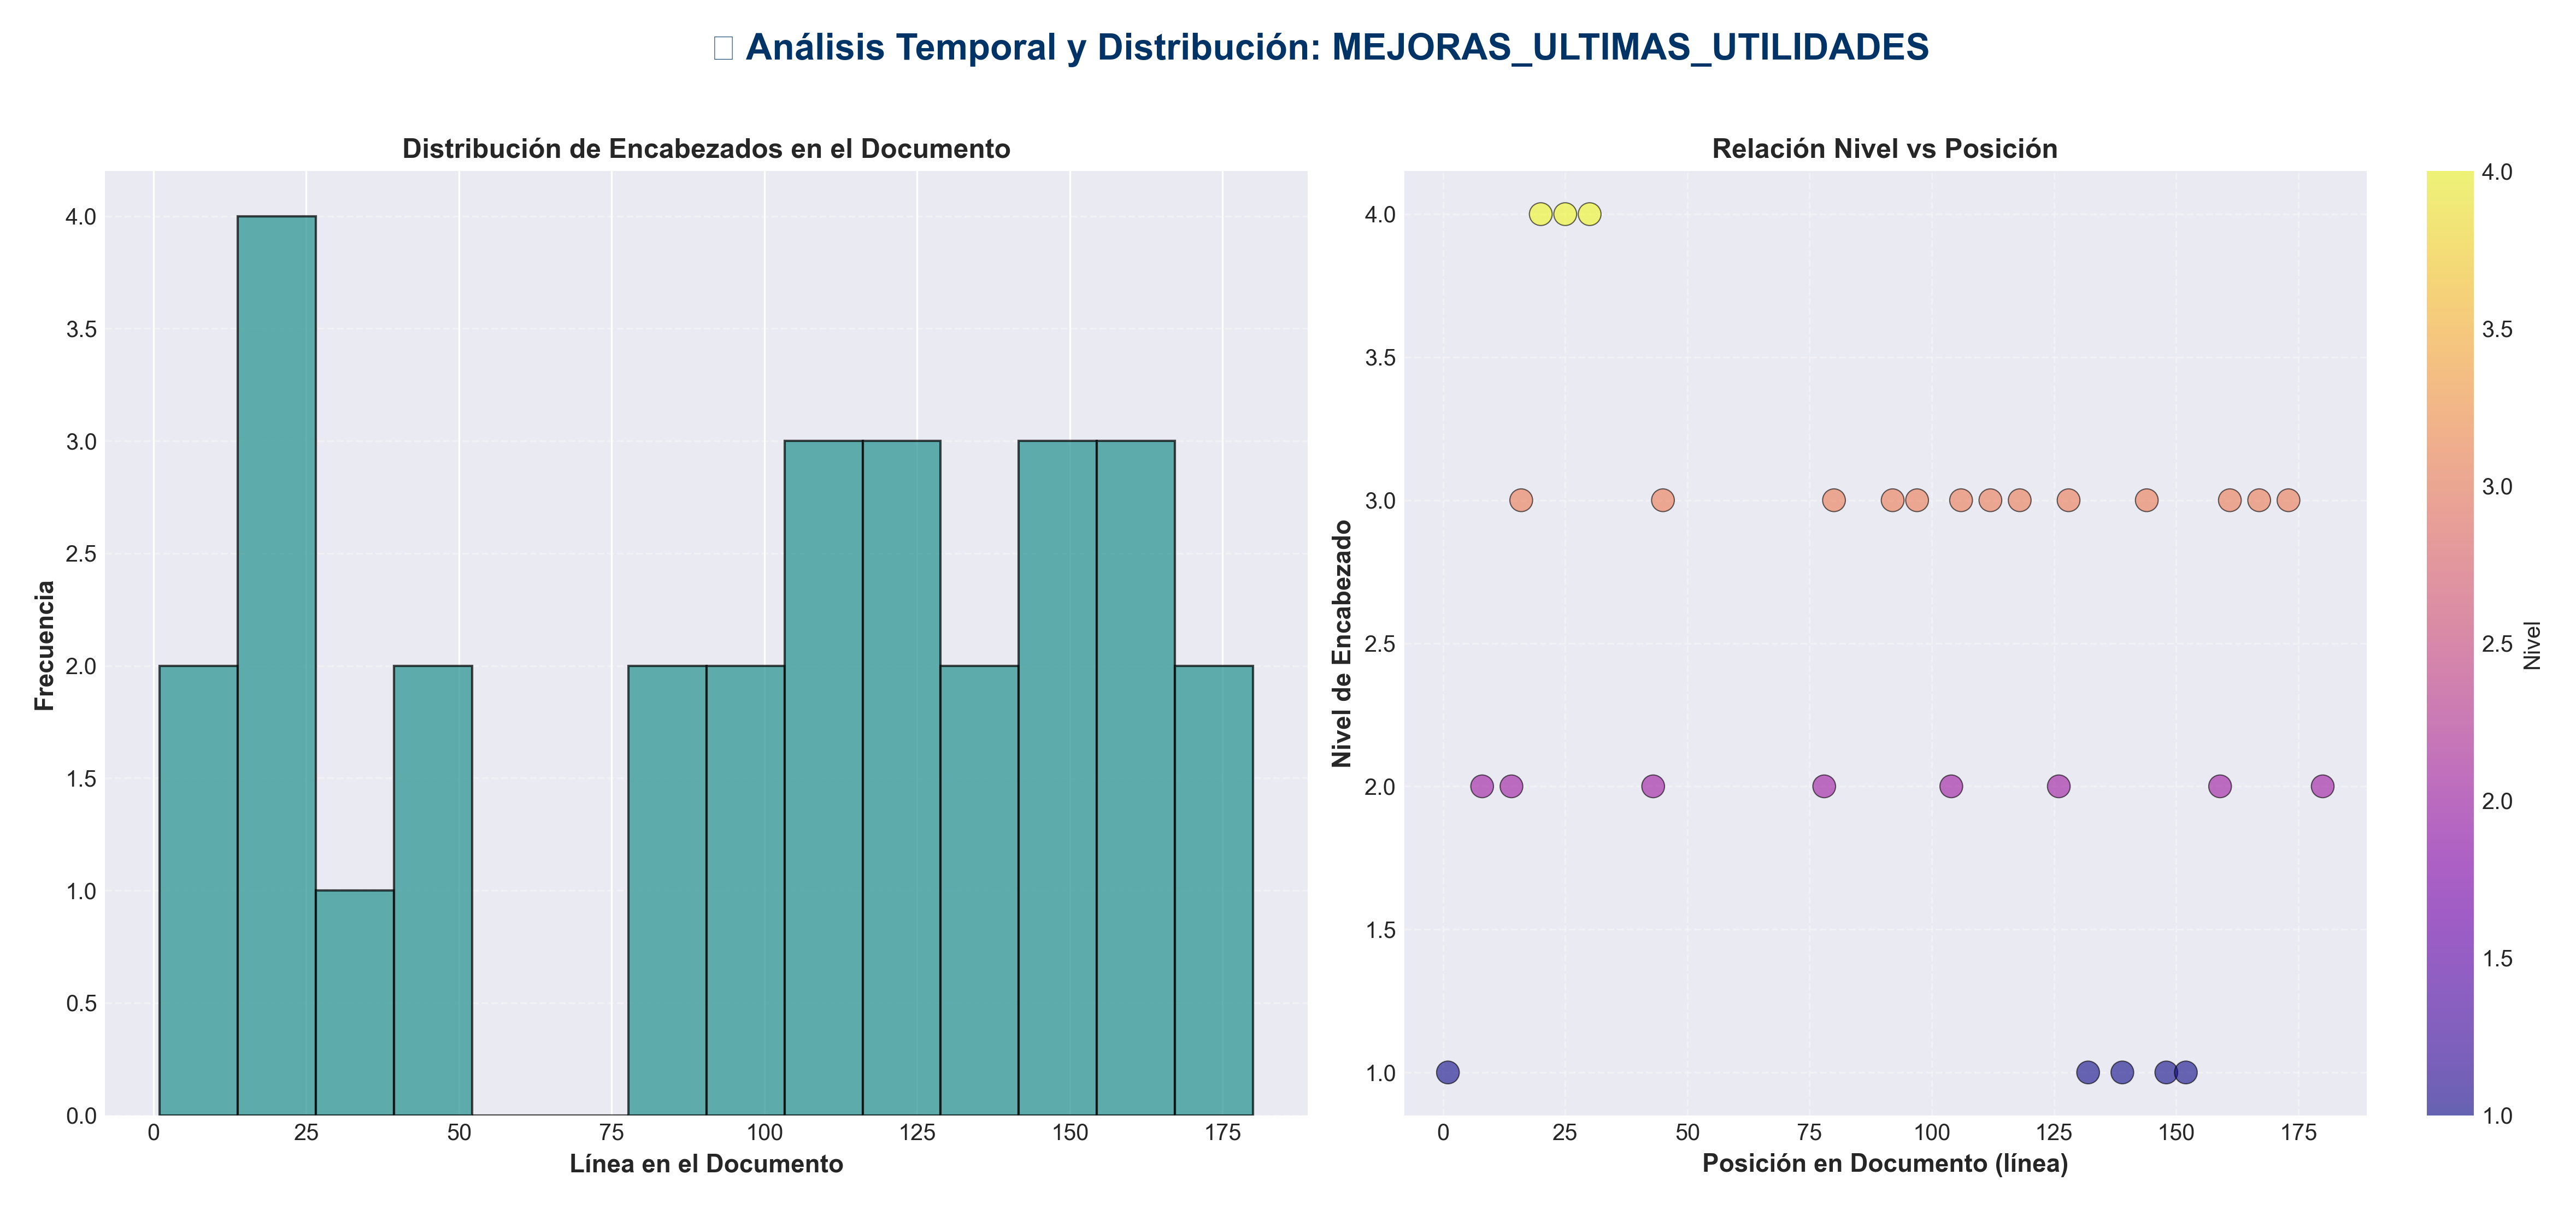 Análisis Temporal y Distribución: MEJORAS_ULTIMAS_UTILIDADES
Distribución de Encabezados en el Documento
Frecuencia
4.0
3.5
3.0
2.5
2.0
1.5
1.0
0.5
0.0
0 25 50 75 100 125 150 175
Línea en el Documento
Relación Nivel vs Posición
Nivel de Encabezado
4.0
3.5
3.0
2.5
2.0
1.5
1.0
0 25 50 75 100 125 150 175
Posición en Documento (línea)
4.0
3.5
3.0
2.5
2.0
1.5
1.0
Nivel